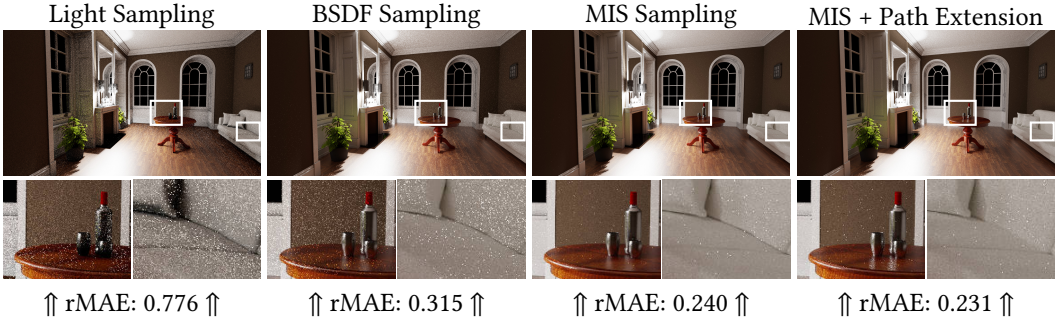 Light Sampling BSDF Sampling MIS Sampling MIS + Path Extension
⇑ rMAE: 0.776 ⇑ ⇑ rMAE: 0.315 ⇑ ⇑ rMAE: 0.240 ⇑ ⇑ rMAE: 0.231 ⇑